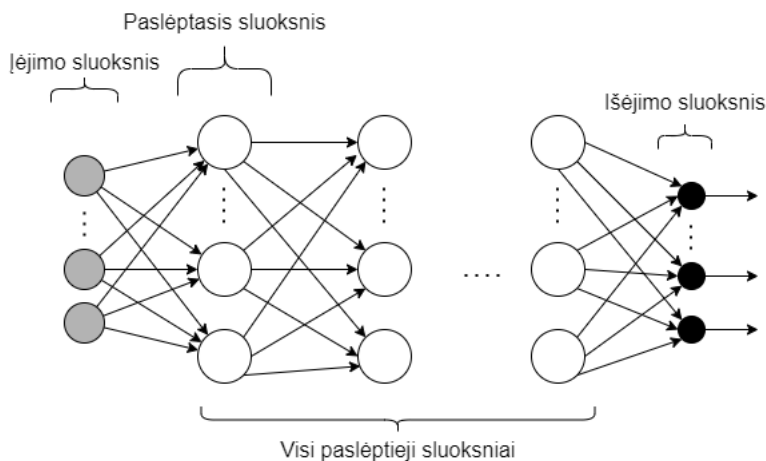 Paslėptasis sluoksnis
Įėjimo sluoksnis
Išėjimo sluoksnis
Visi paslėptieji sluoksniai